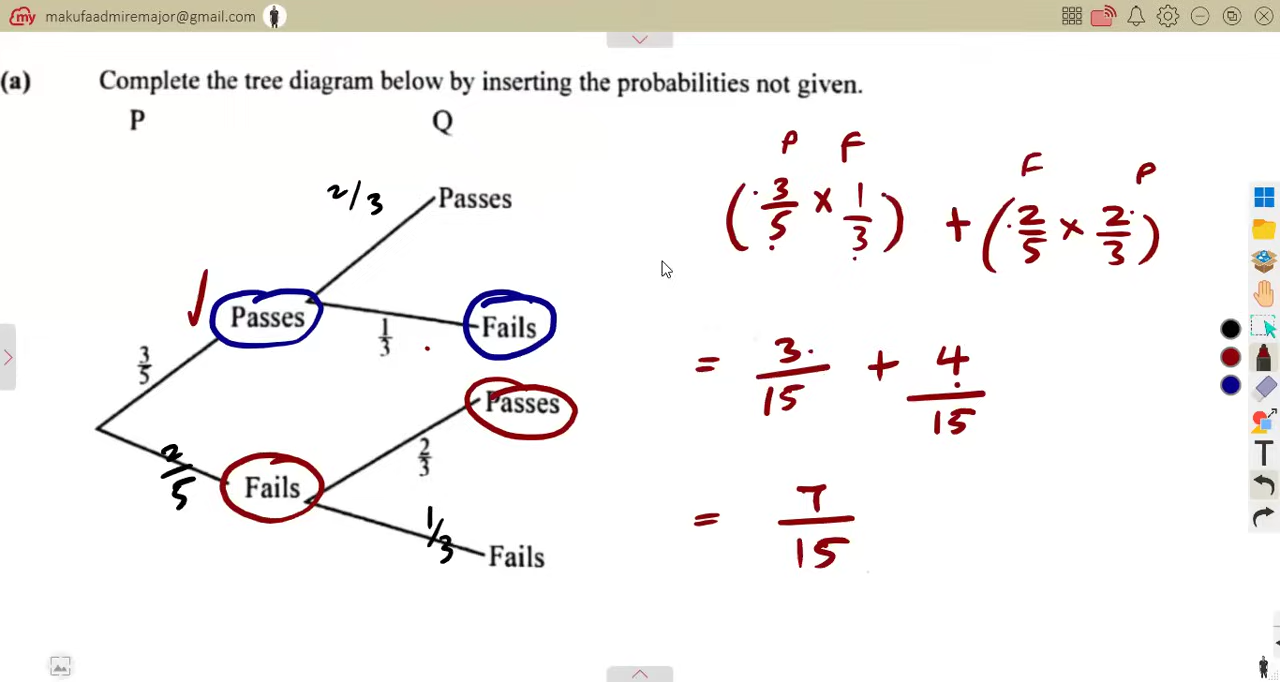 my makufaadmiremajor@gmail.com
(a) Complete the tree diagram below by inserting the probabilities not given.
P Q
2/3 Passes
Passes
1/3 Fails
3/5
Passes
2/3
2/5 Fails
1/3 Fails
P F F P
(3/5 × 1/3) + (2/5 × 2/3)
= 3/15 + 4/15
= 7/15
T